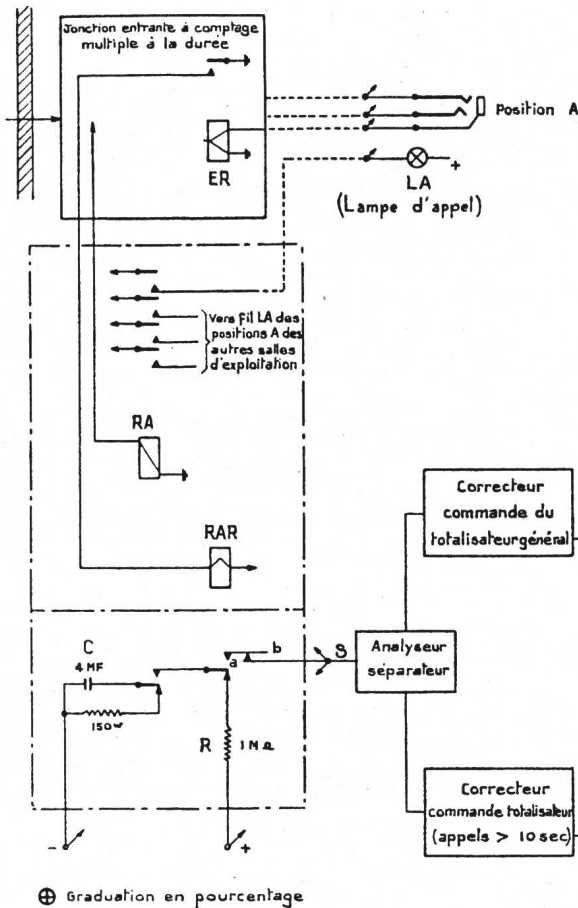 Jonction entrante à comptage
multiple à la durée
ER
Position A
LA
+
(Lampe d'appel)
Vers Fil LA des
positions A des
autres salles
d'exploitation
RA
RAR
Correcteur
commande du
totalisateur général
C
4 MF
150 ω
a
b
S
Analyseur
séparateur
R
1 M Ω
Correcteur
commande totalisateur
(appels > 10 sec)
-
+
⊕ Graduation en pourcentage